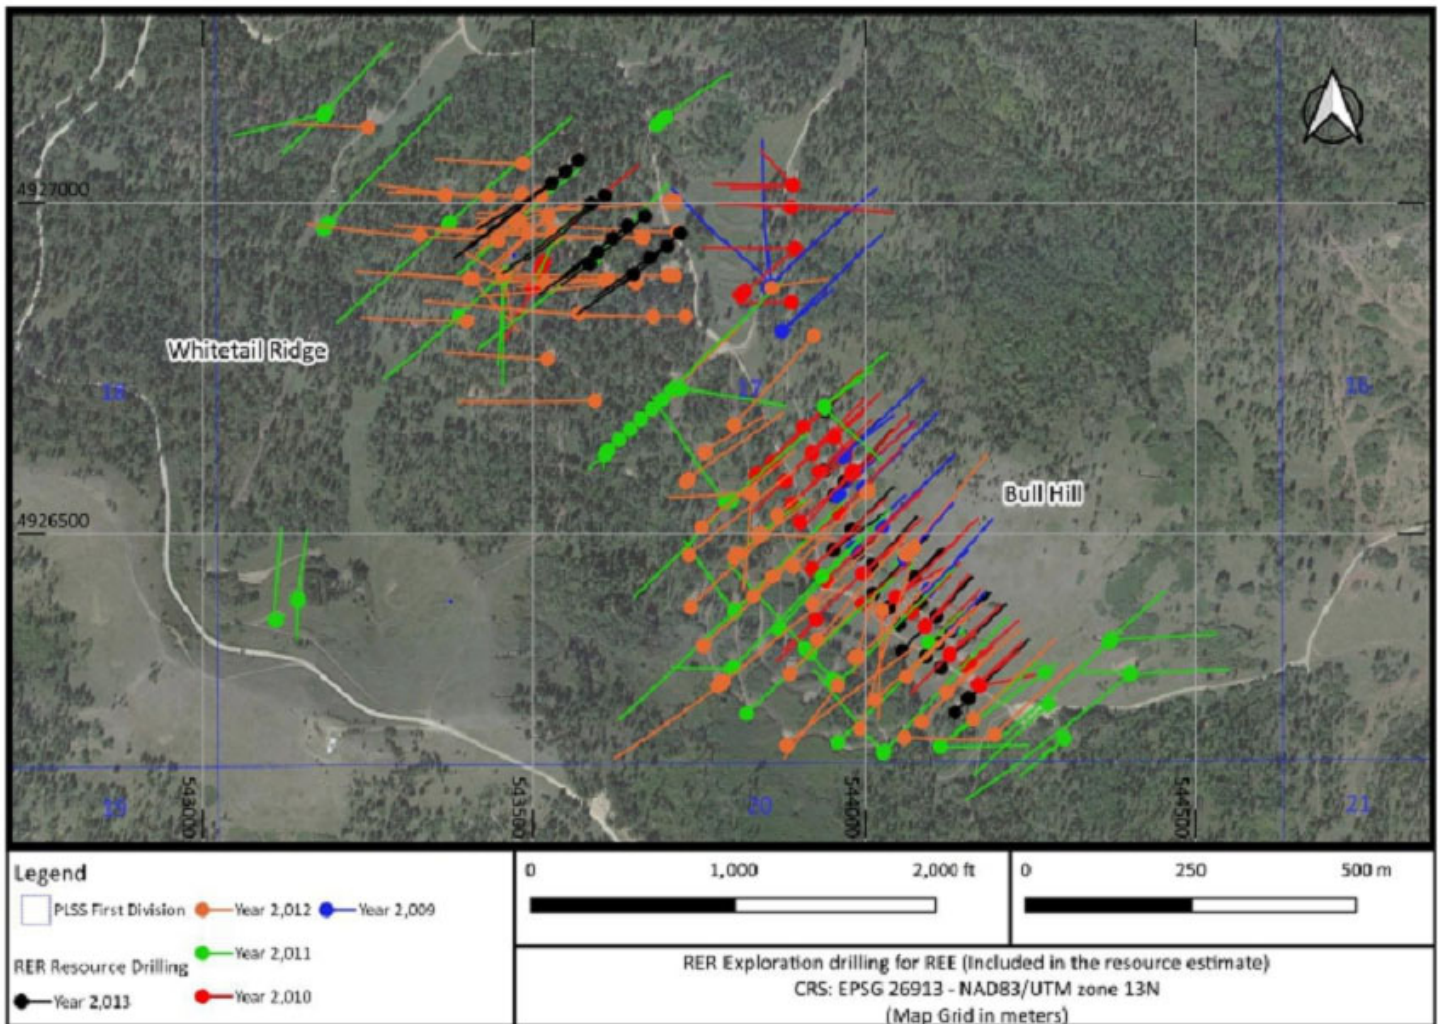 4927000
Whitetail Ridge
18
17
16
Bull Hill
4926500
543000
543500
544000
544500
19
20
21
Legend
PLSS First Division
Year 2,012
Year 2,009
Year 2,011
RER Resource Drilling
Year 2,013
Year 2,010
0 1,000 2,000 ft
0 250 500 m
RER Exploration drilling for REE (Included in the resource estimate)
CRS: EPSG 26913 - NAD83/UTM zone 13N
(Map Grid in meters)